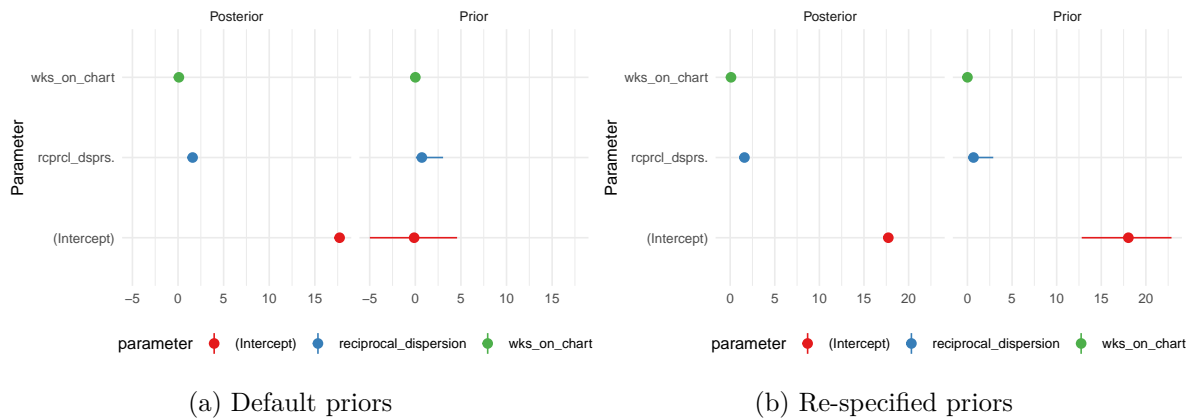 Posterior Prior Posterior Prior
wks_on_chart wks_on_chart
Parameter Parameter
rcprcl_dsprs. rcprcl_dsprs.
(Intercept) (Intercept)
−5 0 5 10 15 −5 0 5 10 15 0 5 10 15 20 0 5 10 15 20
parameter (Intercept) reciprocal_dispersion wks_on_chart parameter (Intercept) reciprocal_dispersion wks_on_chart
(a) Default priors (b) Re-specified priors